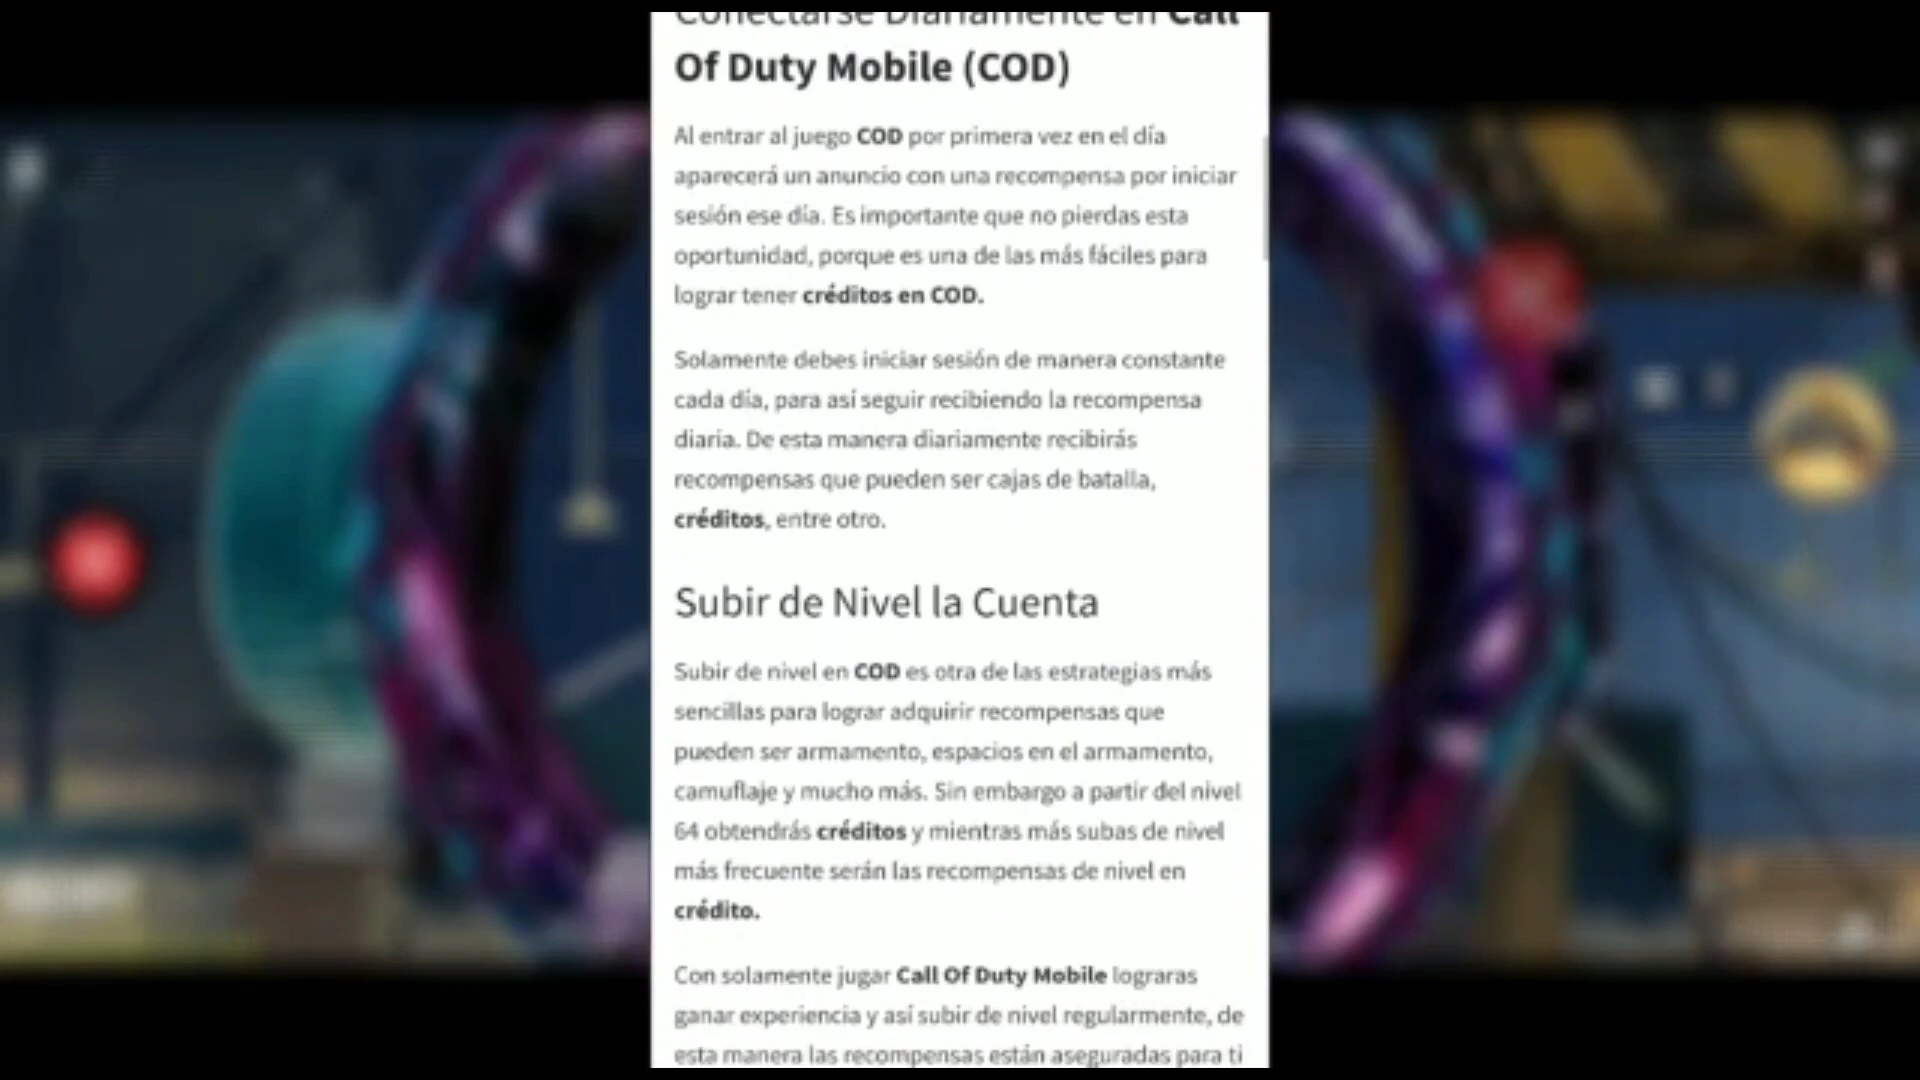 Conectarse Diariamente en Call
Of Duty Mobile (COD)
Al entrar al juego COD por primera vez en el día
aparecerá un anuncio con una recompensa por iniciar
sesión ese día. Es importante que no pierdas esta
oportunidad, porque es una de las más fáciles para
lograr tener créditos en COD.
Solamente debes iniciar sesión de manera constante
cada día, para así seguir recibiendo la recompensa
diaria. De esta manera diariamente recibirás
recompensas que pueden ser cajas de batalla,
créditos, entre otro.
Subir de Nivel la Cuenta
Subir de nivel en COD es otra de las estrategias más
sencillas para lograr adquirir recompensas que
pueden ser armamento, espacios en el armamento,
camuflaje y mucho más. Sin embargo a partir del nivel
64 obtendrás créditos y mientras más subas de nivel
más frecuente serán las recompensas de nivel en
crédito.
Con solamente jugar Call Of Duty Mobile lograras
ganar experiencia y así subir de nivel regularmente, de
esta manera las recompensas están aseguradas para ti